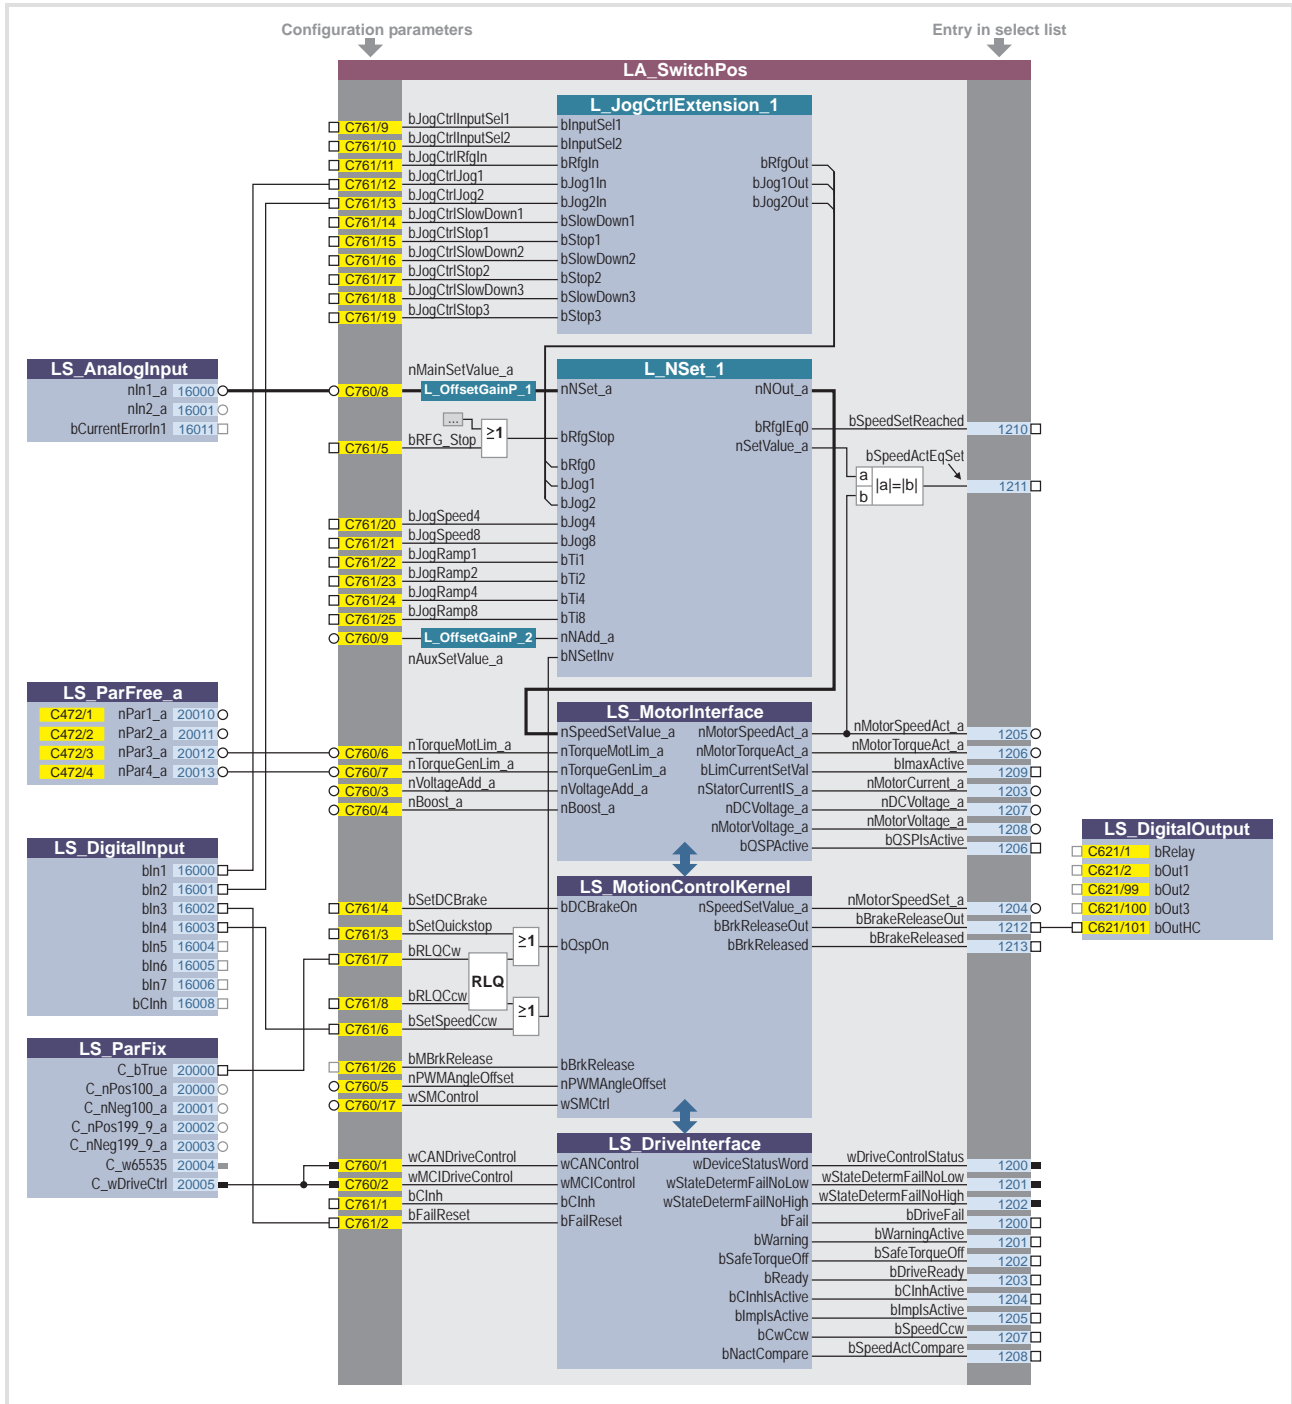 Configuration parameters
Entry in select list
LA_SwitchPos
L_JogCtrlExtension_1
C761/9 bJogCtrlInputSel1 bInputSel1
C761/10 bJogCtrlInputSel2 bInputSel2
C761/11 bJogCtrlRfgIn bRfgIn bRfgOut
C761/12 bJogCtrlJog1 bJog1In bJog1Out
C761/13 bJogCtrlJog2 bJog2In bJog2Out
C761/14 bJogCtrlSlowDown1 bSlowDown1
C761/15 bJogCtrlStop1 bStop1
C761/16 bJogCtrlSlowDown2 bSlowDown2
C761/17 bJogCtrlStop2 bStop2
C761/18 bJogCtrlSlowDown3 bSlowDown3
C761/19 bJogCtrlStop3 bStop3
LS_AnalogInput
nIn1_a 16000
nIn2_a 16001
bCurrentErrorIn1 16011
L_NSet_1
nMainSetValue_a
C760/8 L_OffsetGainP_1 nNSet_a nNOut_a
...
≥1
C761/5 bRFG_Stop bRfgStop
bRfgIEq0 bSpeedSetReached 1210
nSetValue_a
bSpeedActEqSet
a
b
|a|=|b|
1211
bRfg0
bJog1
bJog2
C761/20 bJogSpeed4 bJog4
C761/21 bJogSpeed8 bJog8
C761/22 bJogRamp1 bTi1
C761/23 bJogRamp2 bTi2
C761/24 bJogRamp4 bTi4
C761/25 bJogRamp8 bTi8
C760/9 L_OffsetGainP_2 nNAdd_a
nAuxSetValue_a
bNSetInv
LS_ParFree_a
C472/1 nPar1_a 20010
C472/2 nPar2_a 20011
C472/3 nPar3_a 20012
C472/4 nPar4_a 20013
LS_MotorInterface
nSpeedSetValue_a nMotorSpeedAct_a nMotorSpeedAct_a 1205
C760/6 nTorqueMotLim_a nTorqueMotLim_a nMotorTorqueAct_a nMotorTorqueAct_a 1206
C760/7 nTorqueGenLim_a nTorqueGenLim_a bLimCurrentSetVal bImaxActive 1209
C760/3 nVoltageAdd_a nVoltageAdd_a nStatorCurrentIS_a nMotorCurrent_a 1203
C760/4 nBoost_a nBoost_a nDCVoltage_a nDCVoltage_a 1207
nMotorVoltage_a nMotorVoltage_a 1208
bQSPActive bQSPIsActive 1206
LS_DigitalInput
bIn1 16000
bIn2 16001
bIn3 16002
bIn4 16003
bIn5 16004
bIn6 16005
bIn7 16006
bCInh 16008
LS_DigitalOutput
C621/1 bRelay
C621/2 bOut1
C621/99 bOut2
C621/100 bOut3
C621/101 bOutHC
LS_MotionControlKernel
C761/4 bSetDCBrake bDCBrakeOn nSpeedSetValue_a nMotorSpeedSet_a 1204
C761/3 bSetQuickstop
bBrkReleaseOut bBrakeReleaseOut 1212
≥1
bQspOn
bBrkReleased bBrakeReleased 1213
C761/7 bRLQCw
RLQ
C761/8 bRLQCcw
≥1
C761/6 bSetSpeedCcw
C761/26 bMBrkRelease bBrkRelease
C760/5 nPWMAngleOffset nPWMAngleOffset
C760/17 wSMControl wSMCtrl
LS_ParFix
C_bTrue 20000
C_nPos100_a 20000
C_nNeg100_a 20001
C_nPos199_9_a 20002
C_nNeg199_9_a 20003
C_w65535 20004
C_wDriveCtrl 20005
LS_DriveInterface
C760/1 wCANDriveControl wCANControl wDeviceStatusWord wDriveControlStatus 1200
C760/2 wMCIDriveControl wMCIControl wStateDetermFailNoLow wStateDetermFailNoLow 1201
C761/1 bCInh bCInh wStateDetermFailNoHigh wStateDetermFailNoHigh 1202
C761/2 bFailReset bFailReset bFail bDriveFail 1200
bWarning bWarningActive 1201
bSafeTorqueOff bSafeTorqueOff 1202
bReady bDriveReady 1203
bCInhIsActive bCInhIsActive 1204
bImpIsActive bImpIsActive 1205
bCwCcw bSpeedCcw 1207
bNactCompare bSpeedActCompare 1208